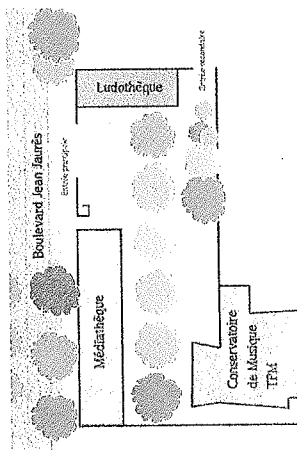 Ludothèque
Entrée secondaire
Boulevard Jean Jaurès
Entrée principale
Médiathèque
Conservatoire
de Musique
TPM